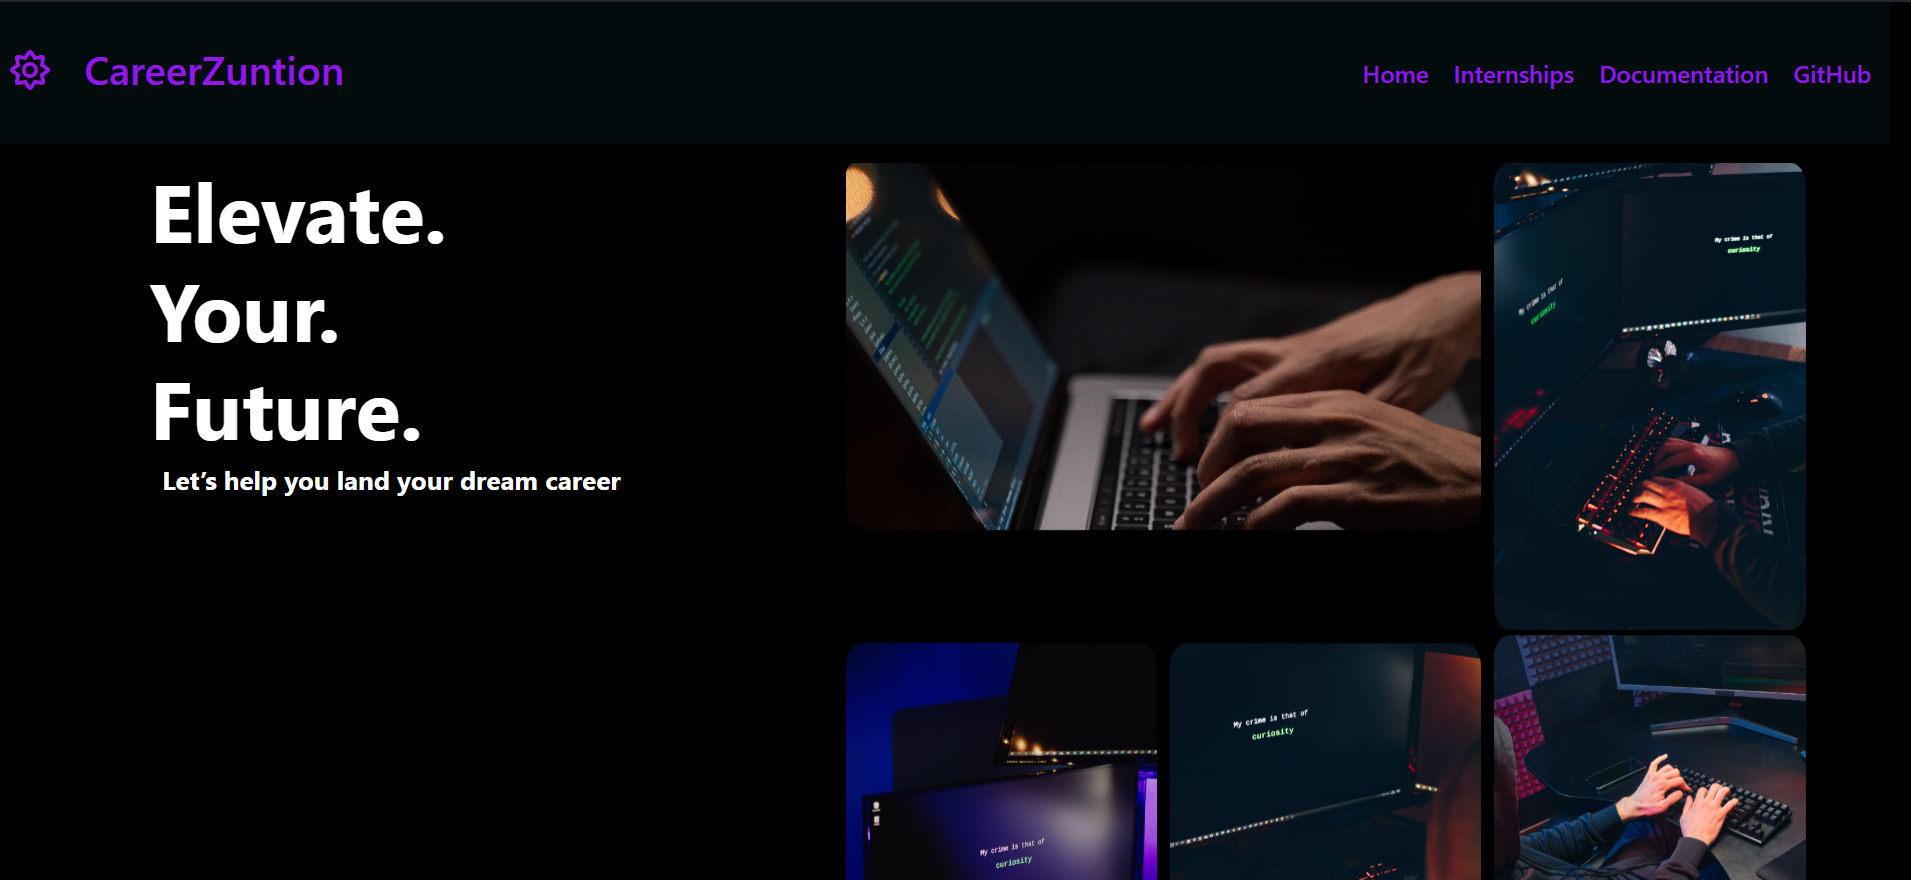 CareerZuntion
Home Internships Documentation GitHub
Elevate.
Your.
Future.
Let’s help you land your dream career
My crime is that of
curiosity
My crime is that of
curiosity
My crime is that of
curiosity
My crime is that of
curiosity